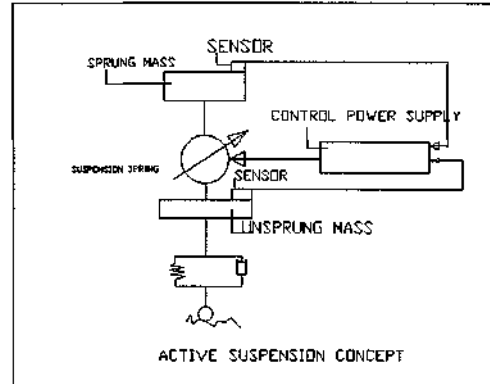 SENSOR
SPRUNG MASS
CONTROL POWER SUPPLY
SUSPENSION SPRING
SENSOR
UNSPRUNG MASS
ACTIVE SUSPENSION CONCEPT